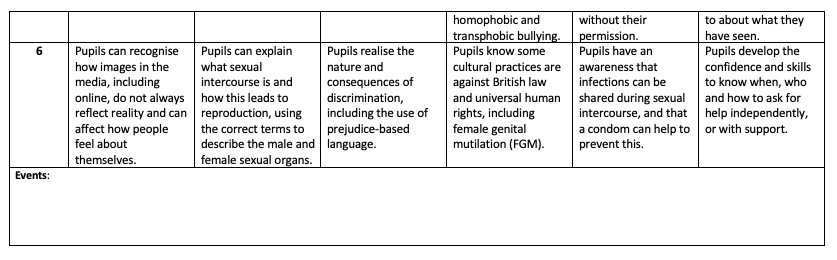 homophobic and
transphobic bullying.
without their
permission.
to about what they
have seen.
6
Pupils can recognise
how images in the
media, including
online, do not always
reflect reality and can
affect how people
feel about
themselves.
Pupils can explain
what sexual
intercourse is and
how this leads to
reproduction, using
the correct terms to
describe the male and
female sexual organs.
Pupils realise the
nature and
consequences of
discrimination,
including the use of
prejudice-based
language.
Pupils know some
cultural practices are
against British law
and universal human
rights, including
female genital
mutilation (FGM).
Pupils have an
awareness that
infections can be
shared during sexual
intercourse, and that
a condom can help to
prevent this.
Pupils develop the
confidence and skills
to know when, who
and how to ask for
help independently,
or with support.
Events: